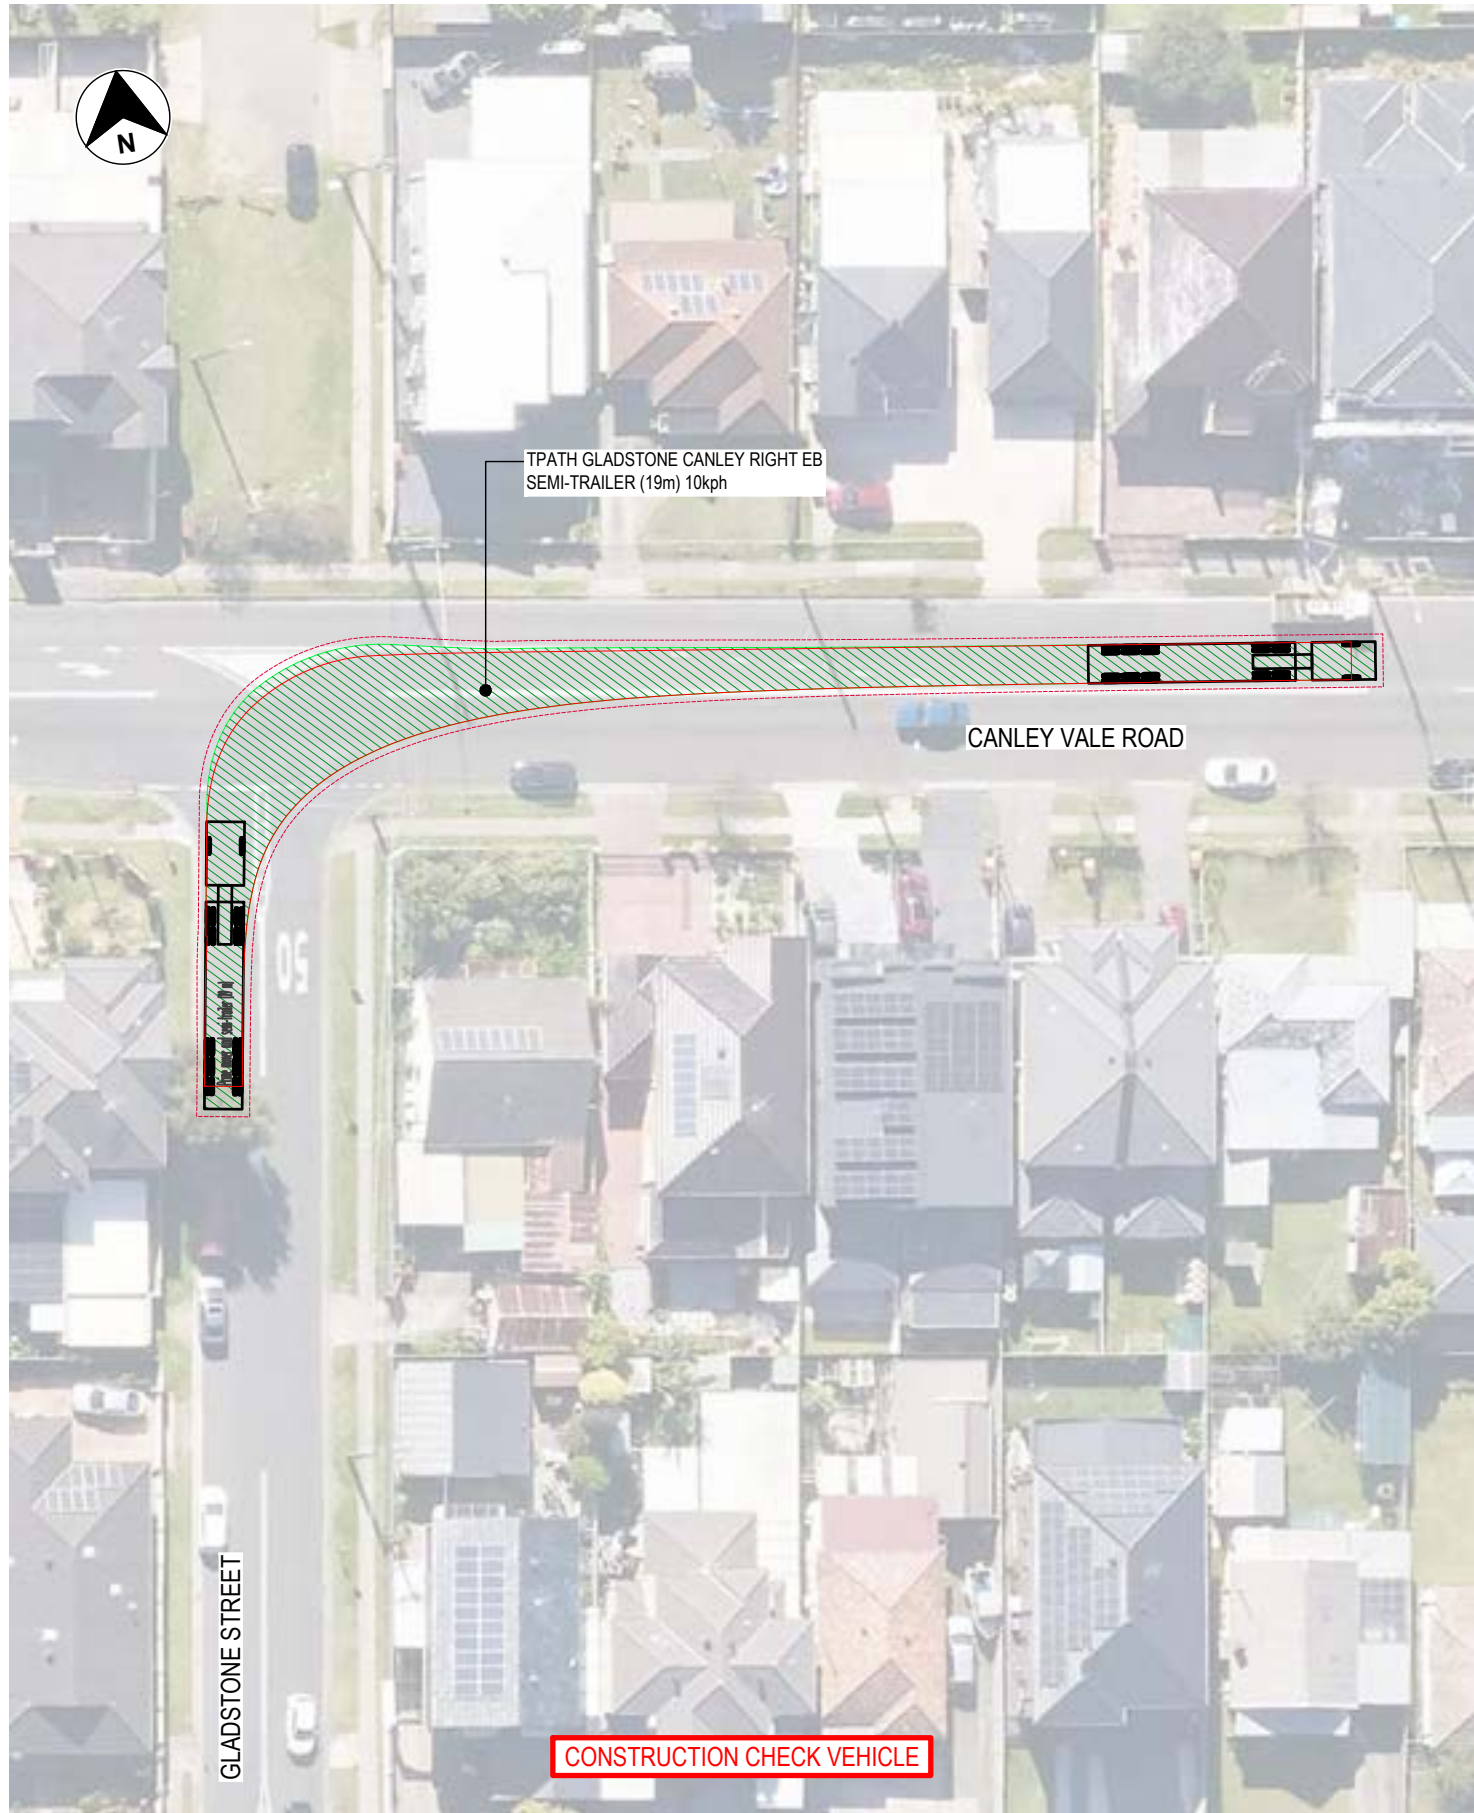 N
TPATH GLADSTONE CANLEY RIGHT EB
SEMI-TRAILER (19m) 10kph
CANLEY VALE ROAD
50
GLADSTONE STREET
CONSTRUCTION CHECK VEHICLE